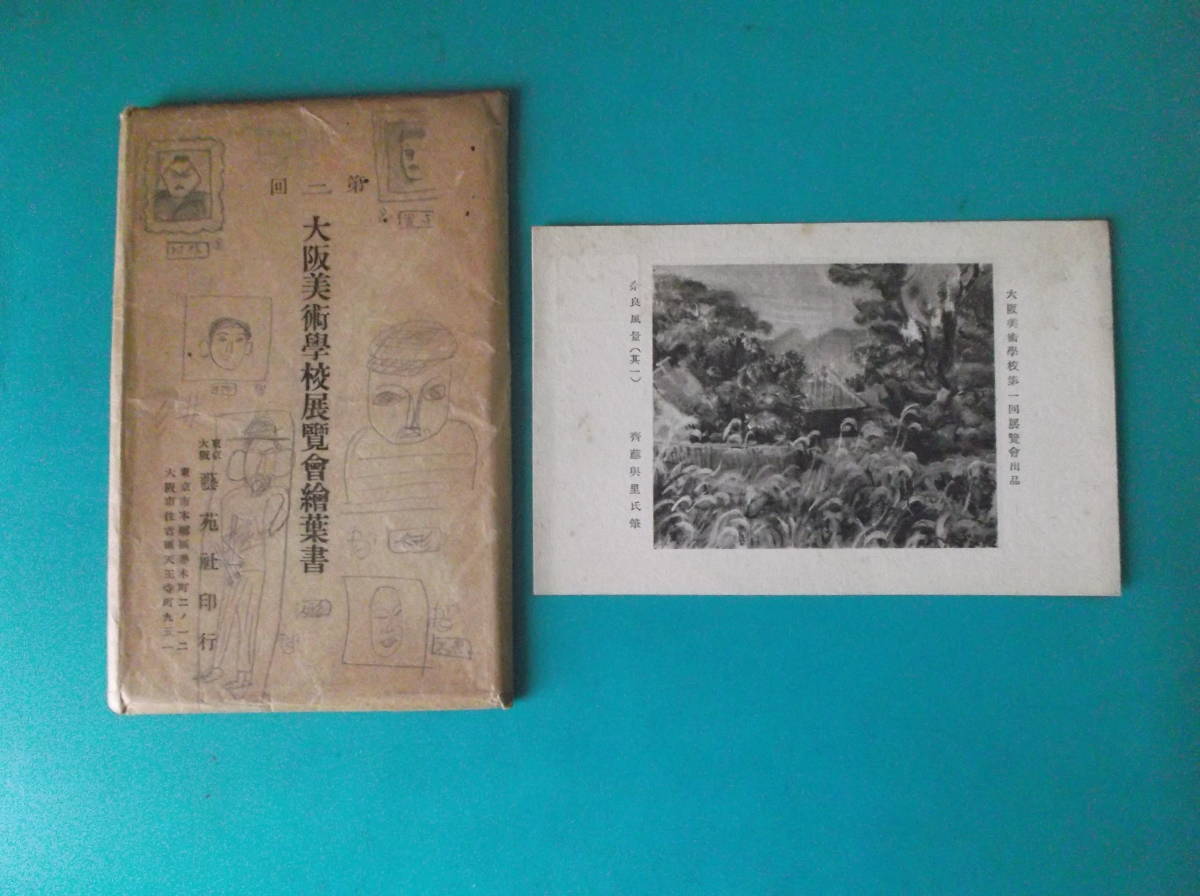 第二回
大阪美術學校展覽會繪葉書
東京
大阪
藝苑社印行
東京市本郷區春木町二ノ一二
大阪市住吉區天王寺町九五一
大阪美術學校第一回展覽會出品
奈良風景(其一)
齊藤與里氏筆